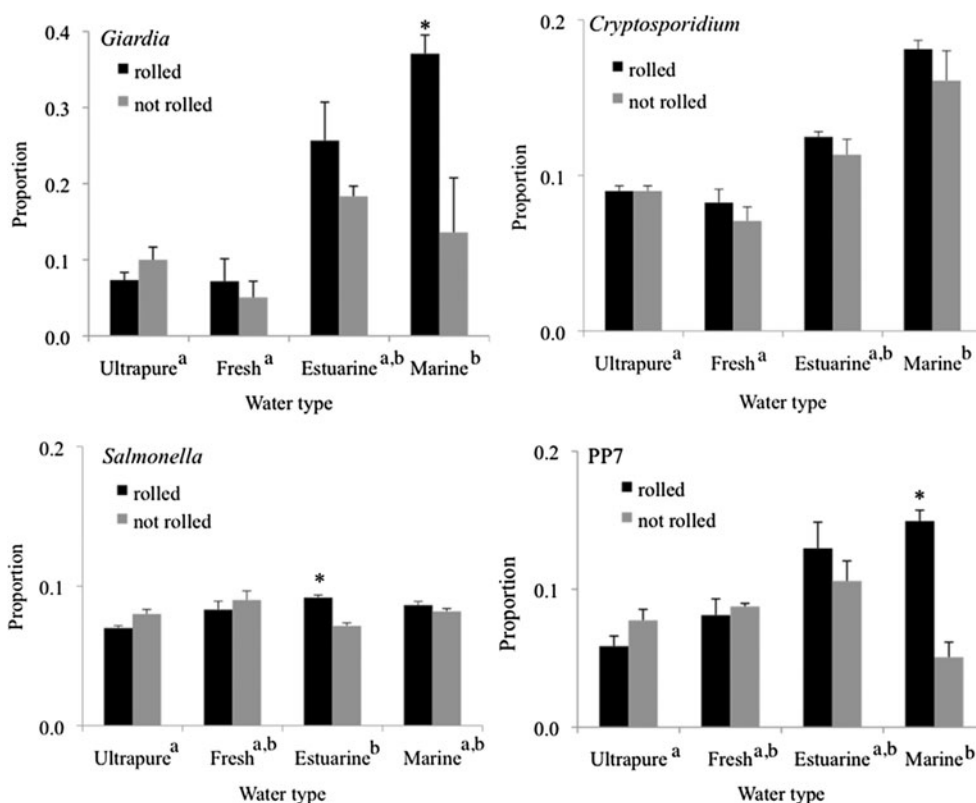 Giardia
rolled
not rolled
*
0.4
0.3
0.2
0.1
0.0
Proportion
Ultrapure^a Fresh^a Estuarine^a,b Marine^b
Water type
Cryptosporidium
rolled
not rolled
0.2
0.1
0.0
Proportion
Ultrapure^a Fresh^a Estuarine^a,b Marine^b
Water type
Salmonella
rolled
not rolled
*
0.2
0.1
0.0
Proportion
Ultrapure^a Fresh^a,b Estuarine^b Marine^a,b
Water type
PP7
rolled
not rolled
*
0.2
0.1
0.0
Proportion
Ultrapure^a Fresh^a,b Estuarine^a,b Marine^b
Water type